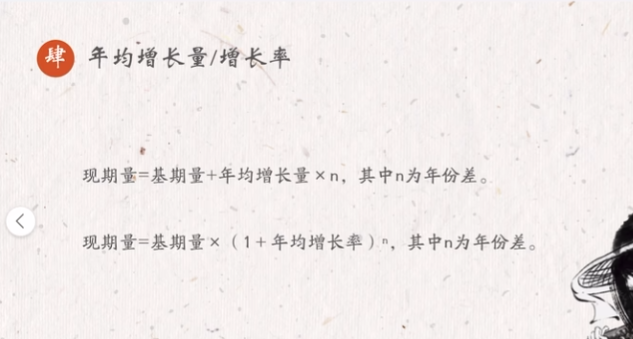 肆 年均增长量/增长率
现期量=基期量+年均增长量×n，其中n为年份差。
现期量=基期量×（1+年均增长率）ⁿ，其中n为年份差。